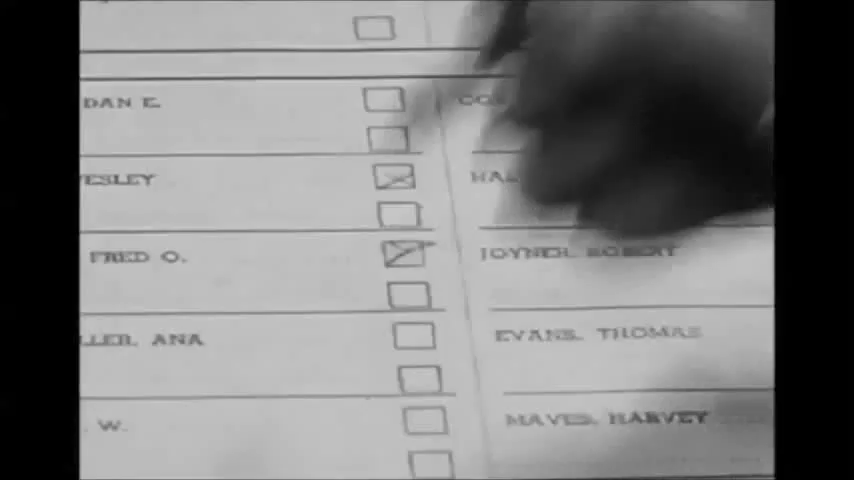 DAN E.
ESLEY
FRED O.
LLER, ANA
W.
JOYNER, ROBERT
EVANS, THOMAS
MAYES, HARVEY